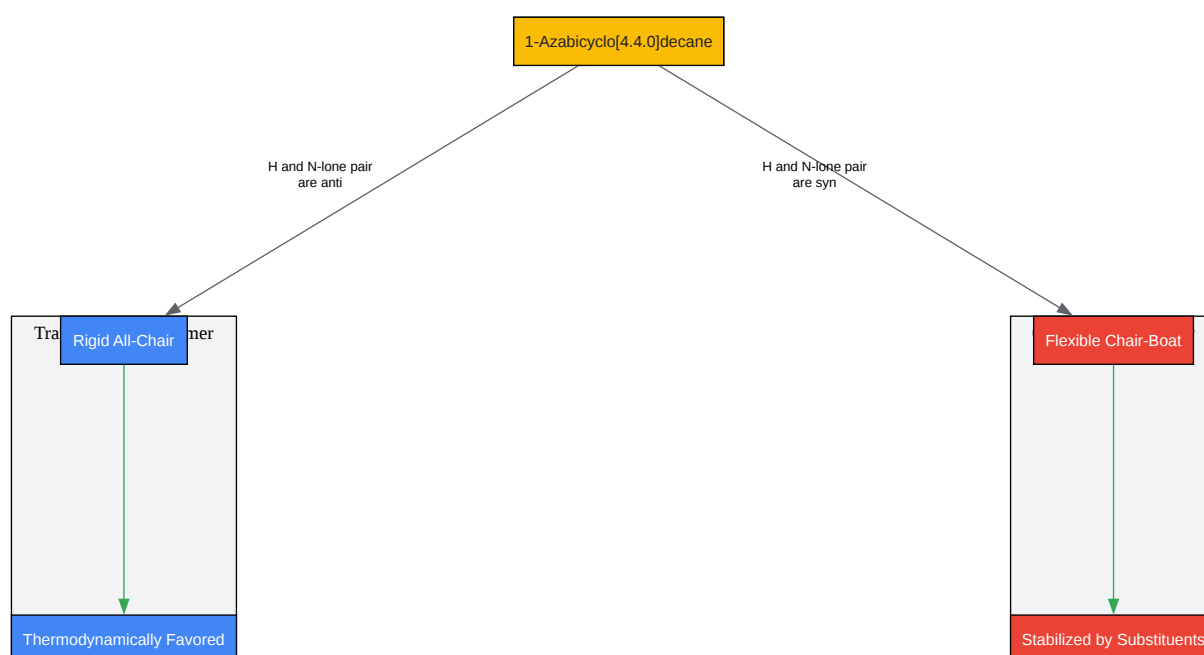 1-Azabicyclo[4.4.0]decane
H and N-lone pair
are anti
H and N-lone pair
are syn
Rigid All-Chair
Flexible Chair-Boat
Thermodynamically Favored
Stabilized by Substituents